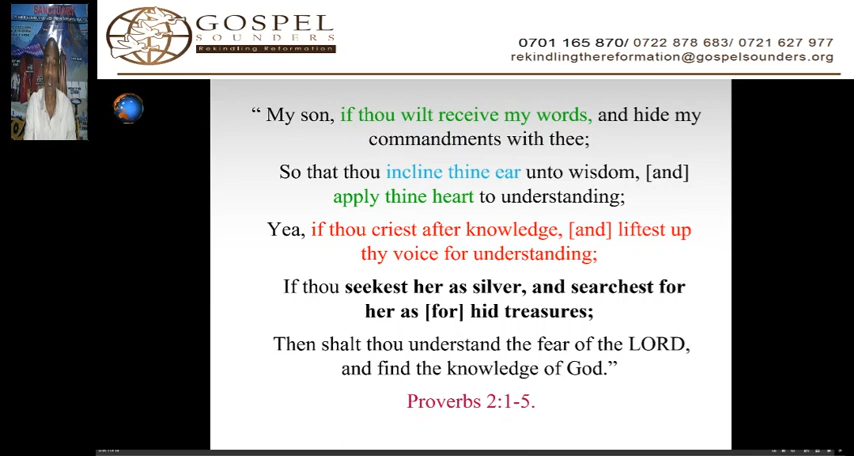 GOSPEL
SOUNDERS
Rekindling Reformation
0701 165 870/ 0722 878 683/ 0721 627 977
rekindlingthereformation@gospelsounders.org
“ My son, if thou wilt receive my words, and hide my
commandments with thee;
So that thou incline thine ear unto wisdom, [and]
apply thine heart to understanding;
Yea, if thou criest after knowledge, [and] liftest up
thy voice for understanding;
If thou seekest her as silver, and searchest for
her as [for] hid treasures;
Then shalt thou understand the fear of the LORD,
and find the knowledge of God.”
Proverbs 2:1-5.